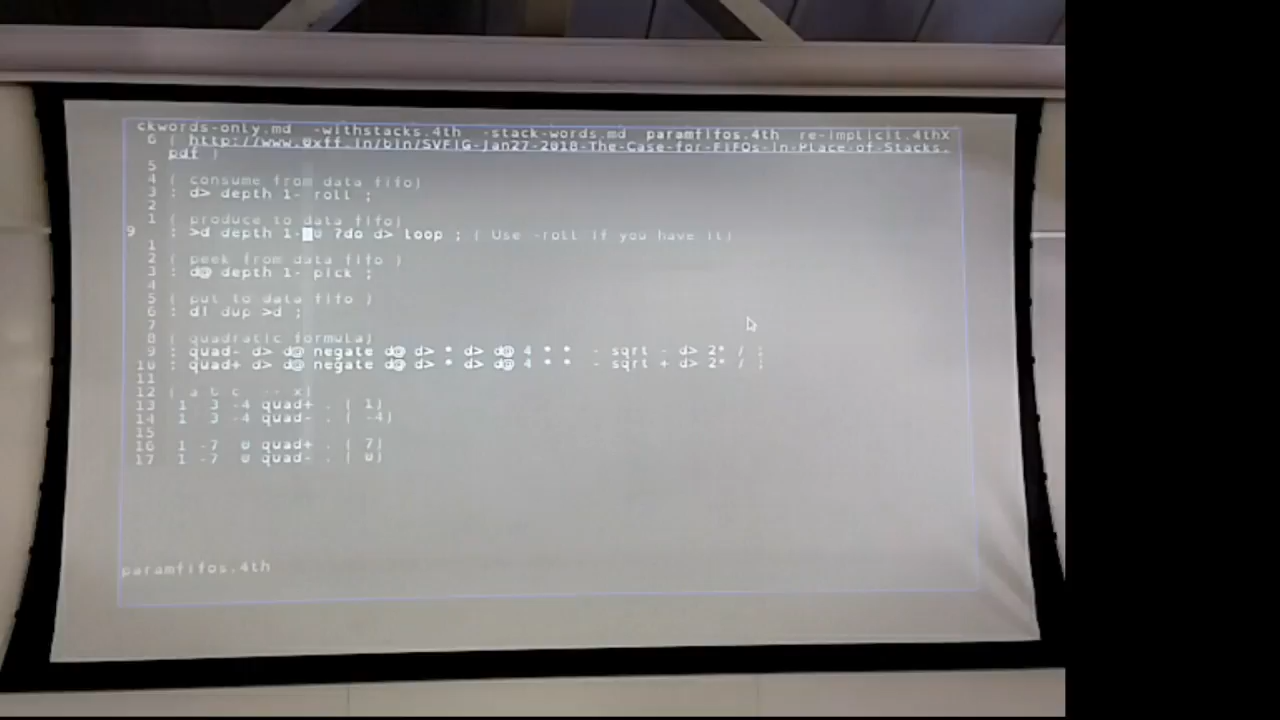 ckwords-only.md -withstacks.4th -stack-words.md paramfifos.4th re-implicit.4thX
6 ( http://www.0xff.in/bin/SVFIG-Jan27-2018-The-Case-for-FIFOs-In-Place-of-Stacks.
pdf )
5
4 ( consume from data fifo)
3 : d> depth 1- roll ;
2
1 ( produce to data fifo)
9 : >d depth 1- 0 ?do d> loop ; ( Use -roll if you have it)
1
2 ( peek from data fifo )
3 : d@ depth 1- pick ;
4
5 ( put to data fifo )
6 : d! dup >d ;
7
8 ( quadratic formula)
9 : quad- d> d@ negate d@ d> * d> d@ 4 * * - sqrt - d> 2* / ;
10 : quad+ d> d@ negate d@ d> * d> d@ 4 * * - sqrt + d> 2* / ;
11
12 ( a b c -- x)
13 1 3 -4 quad+ . ( 1)
14 1 3 -4 quad- . ( -4)
15
16 1 -7 0 quad+ . ( 7)
17 1 -7 0 quad- . ( 0)
paramfifos.4th